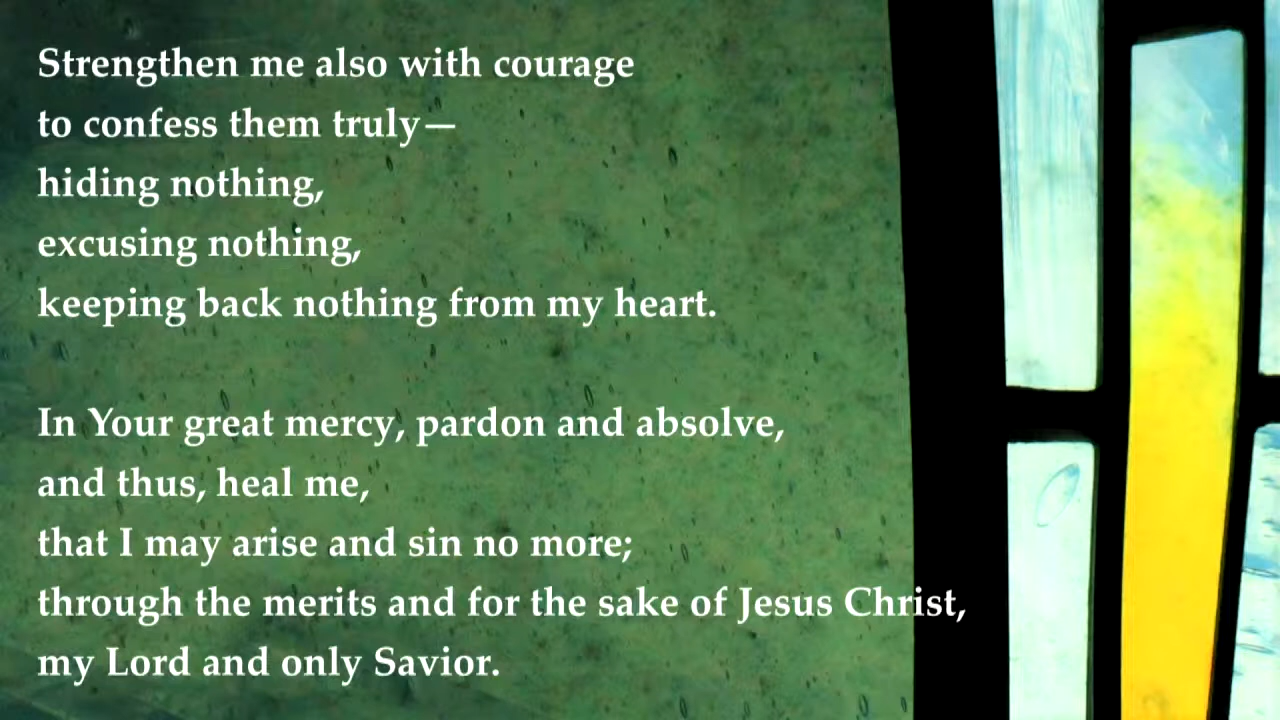 Strengthen me also with courage
to confess them truly—
hiding nothing,
excusing nothing,
keeping back nothing from my heart.
In Your great mercy, pardon and absolve,
and thus, heal me,
that I may arise and sin no more;
through the merits and for the sake of Jesus Christ,
my Lord and only Savior.